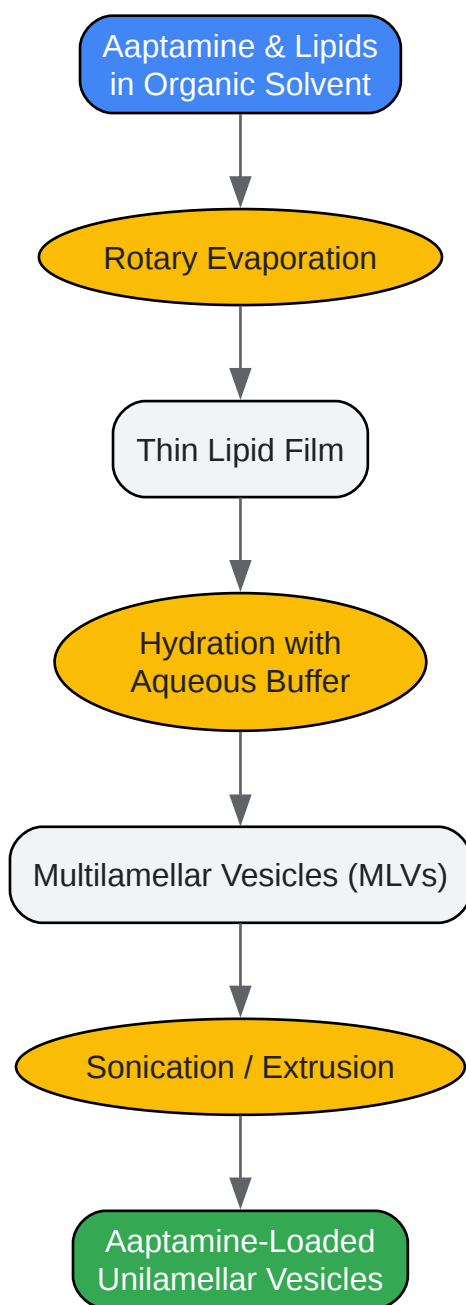 Aaptamine & Lipids
in Organic Solvent
Rotary Evaporation
Thin Lipid Film
Hydration with
Aqueous Buffer
Multilamellar Vesicles (MLVs)
Sonication / Extrusion
Aaptamine-Loaded
Unilamellar Vesicles